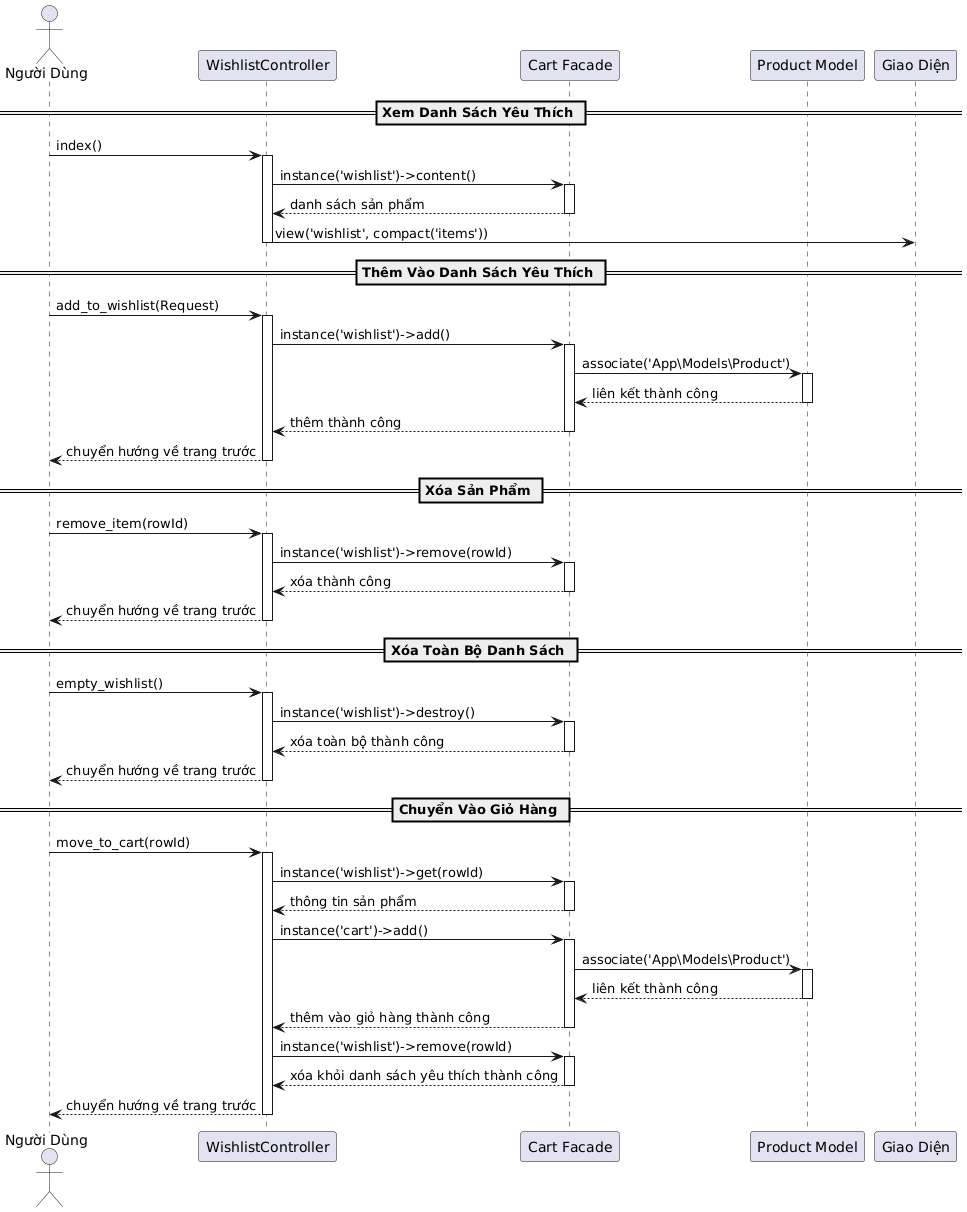 Người Dùng
WishlistController
Cart Facade
Product Model
Giao Diện
Xem Danh Sách Yêu Thích
index()
instance('wishlist')->content()
danh sách sản phẩm
view('wishlist', compact('items'))
Thêm Vào Danh Sách Yêu Thích
add_to_wishlist(Request)
instance('wishlist')->add()
associate('App\Models\Product')
liên kết thành công
thêm thành công
chuyển hướng về trang trước
Xóa Sản Phẩm
remove_item(rowId)
instance('wishlist')->remove(rowId)
xóa thành công
chuyển hướng về trang trước
Xóa Toàn Bộ Danh Sách
empty_wishlist()
instance('wishlist')->destroy()
xóa toàn bộ thành công
chuyển hướng về trang trước
Chuyển Vào Giỏ Hàng
move_to_cart(rowId)
instance('wishlist')->get(rowId)
thông tin sản phẩm
instance('cart')->add()
associate('App\Models\Product')
liên kết thành công
thêm vào giỏ hàng thành công
instance('wishlist')->remove(rowId)
xóa khỏi danh sách yêu thích thành công
chuyển hướng về trang trước
Người Dùng
WishlistController
Cart Facade
Product Model
Giao Diện